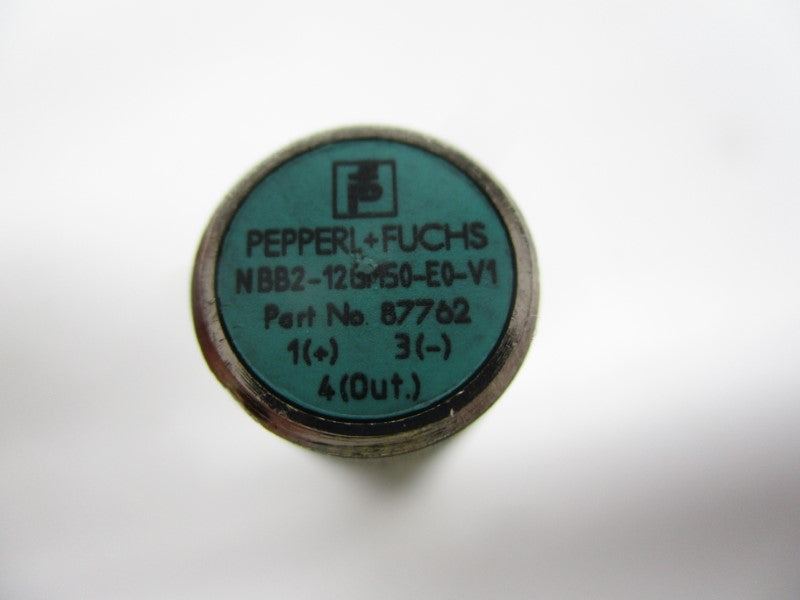 PEPPERL+FUCHS
NBB2-12GM50-E0-V1
Part No. 87762
1(+) 3(-)
4(Out.)